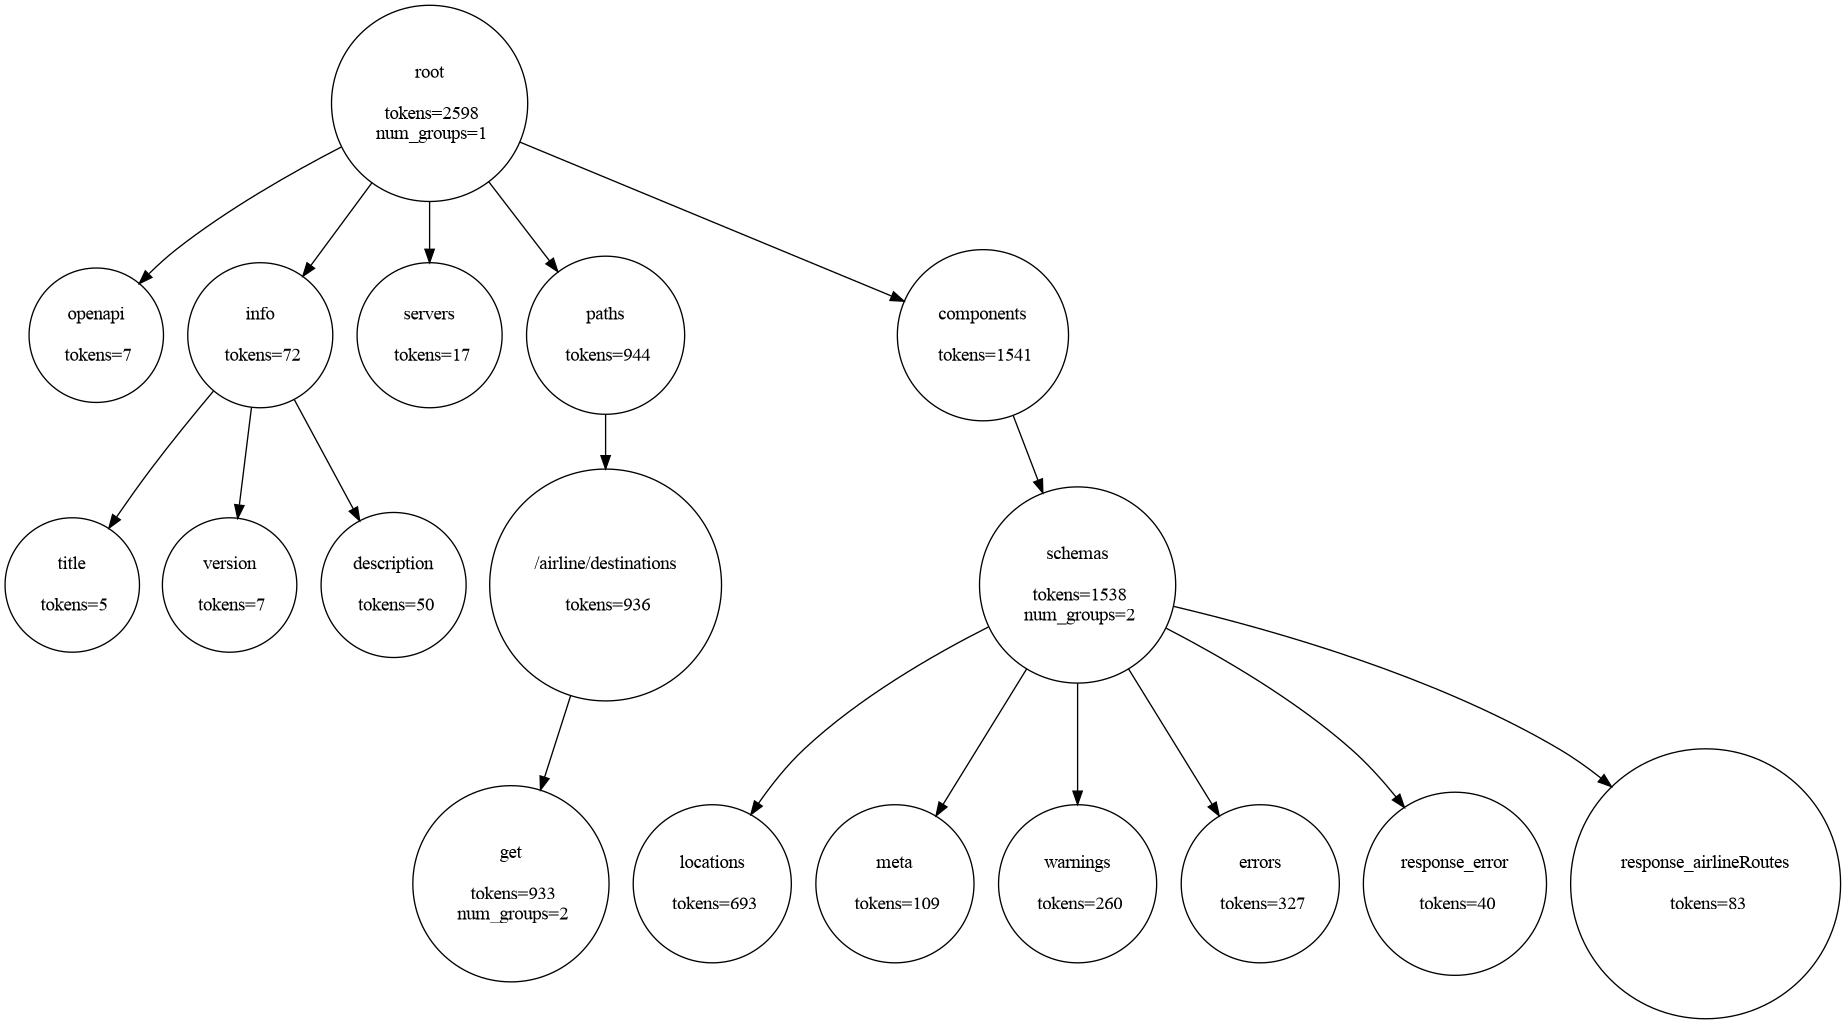 root
tokens=2598
num_groups=1
openapi
tokens=7
info
tokens=72
servers
tokens=17
paths
tokens=944
components
tokens=1541
title
tokens=5
version
tokens=7
description
tokens=50
/airline/destinations
tokens=936
schemas
tokens=1538
num_groups=2
get
tokens=933
num_groups=2
locations
tokens=693
meta
tokens=109
warnings
tokens=260
errors
tokens=327
response_error
tokens=40
response_airlineRoutes
tokens=83